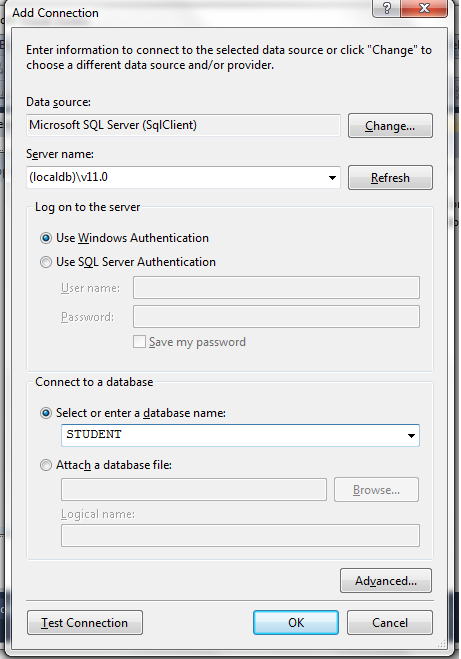 Add Connection
?
Enter information to connect to the selected data source or click "Change" to
choose a different data source and/or provider.
Data source:
Microsoft SQL Server (SqlClient)
Change...
Server name:
(localdb)\v11.0
Refresh
Log on to the server
Use Windows Authentication
Use SQL Server Authentication
User name:
Password:
Save my password
Connect to a database
Select or enter a database name:
STUDENT
Attach a database file:
Browse...
Logical name:
Advanced...
Test Connection
OK
Cancel